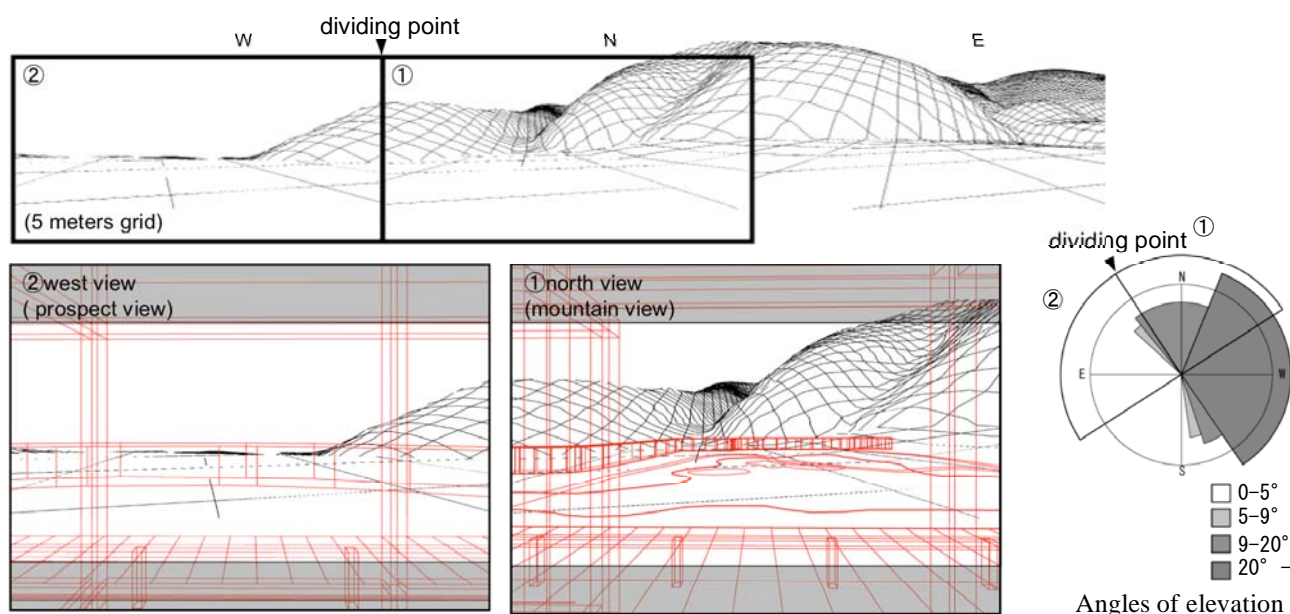 W
dividing point
N
E
②
①
(5 meters grid)
②west view
( prospect view)
①north view
(mountain view)
dividing point ①
②
N
E
W
S
0-5°
5-9°
9-20°
20° -
Angles of elevation